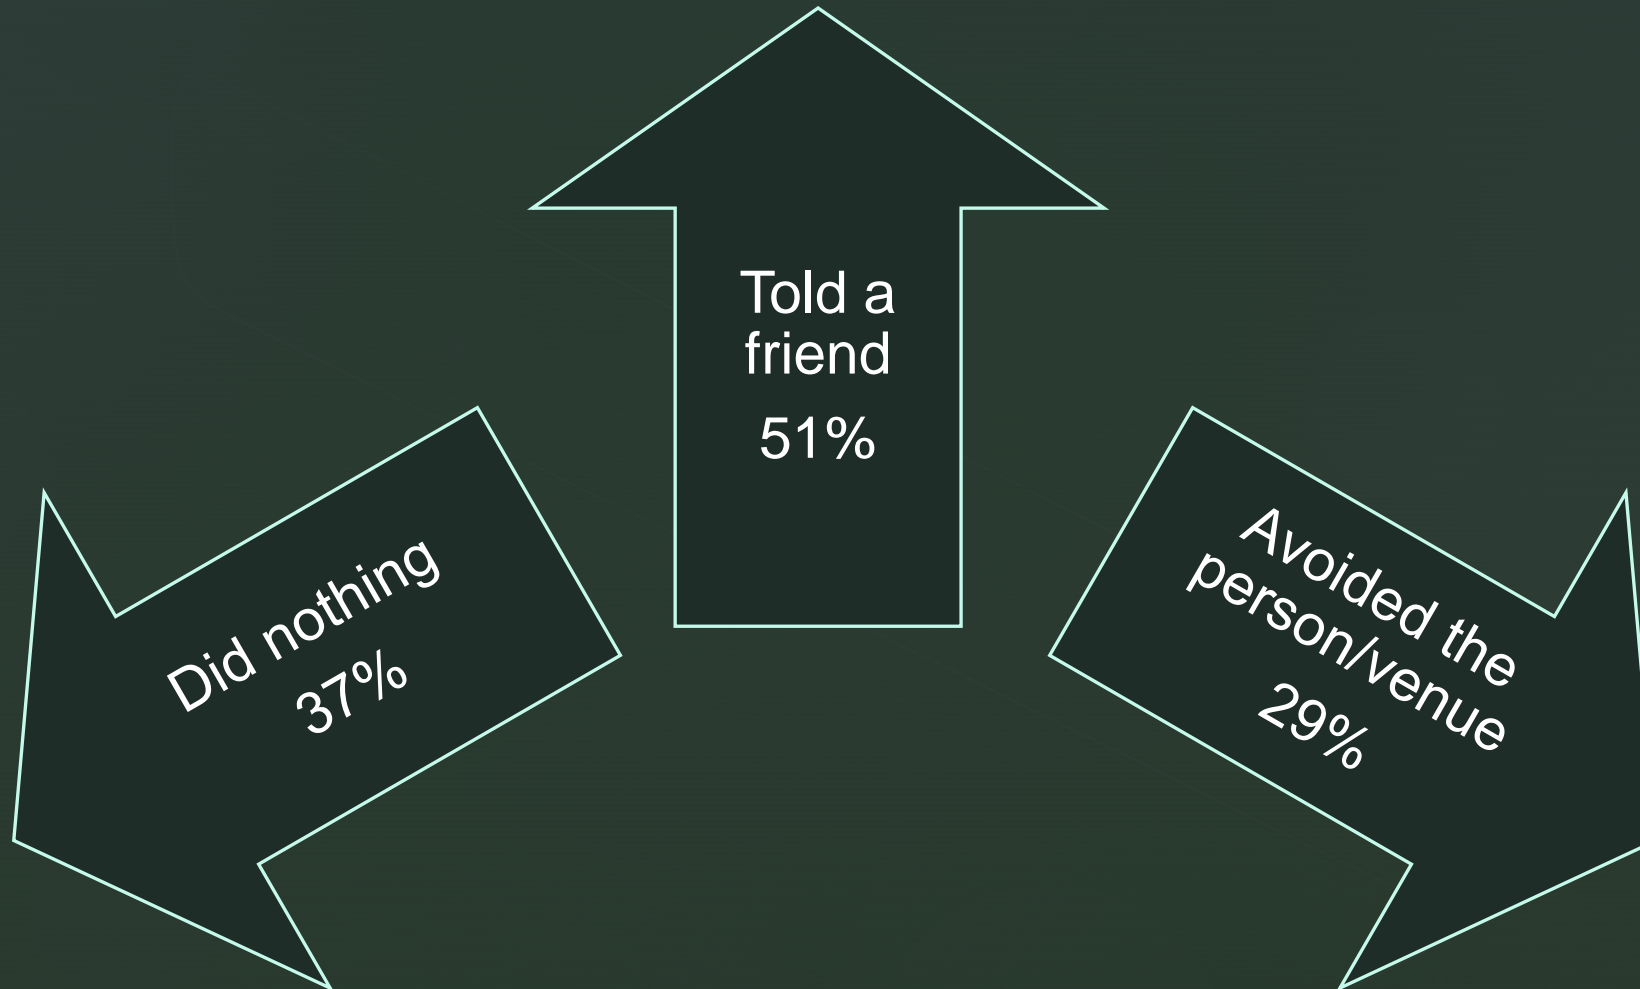 Told a
friend
51%
Did nothing
37%
Avoided the
person/venue
29%